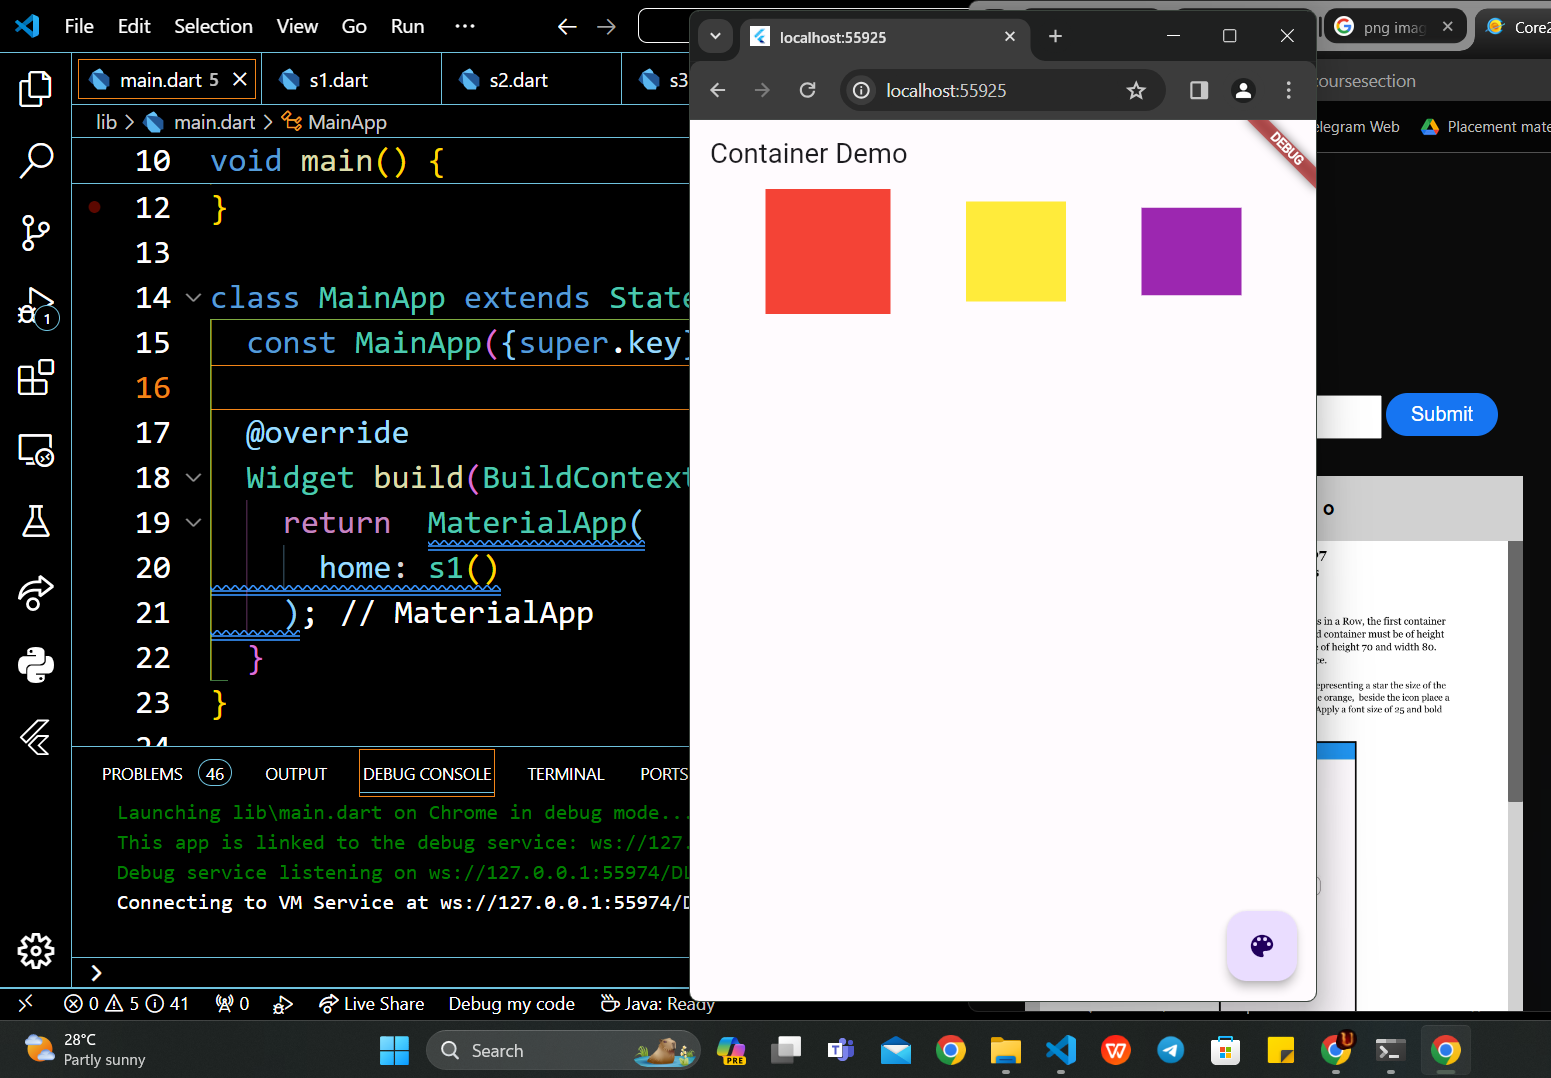 File Edit Selection View Go Run ...
main.dart 5
s1.dart
s2.dart
s3
lib > main.dart > MainApp
10 void main() {
12 }
13
14 class MainApp extends State
15 const MainApp({super.key}
16
17 @override
18 Widget build(BuildContext
19 return MaterialApp(
20 home: s1()
21 ); // MaterialApp
22 }
23 }
24
1
PROBLEMS 46 OUTPUT DEBUG CONSOLE TERMINAL PORTS
Launching lib\main.dart on Chrome in debug mode...
This app is linked to the debug service: ws://127.
Debug service listening on ws://127.0.0.1:55974/
Connecting to VM Service at ws://127.0.0.1:55974/
0 5 41 0 Live Share Debug my code Java: Ready
localhost:55925
localhost:55925
Container Demo
DEBUG
png imag
Core2
coursesection
elegram Web
Placement mate
Submit
o
97
s
s in a Row, the first container
d container must be of height
e of height 70 and width 80.
ce.
epresenting a star the size of the
e orange, beside the icon place a
Apply a font size of 25 and bold
28°C
Partly sunny
Search
PRE